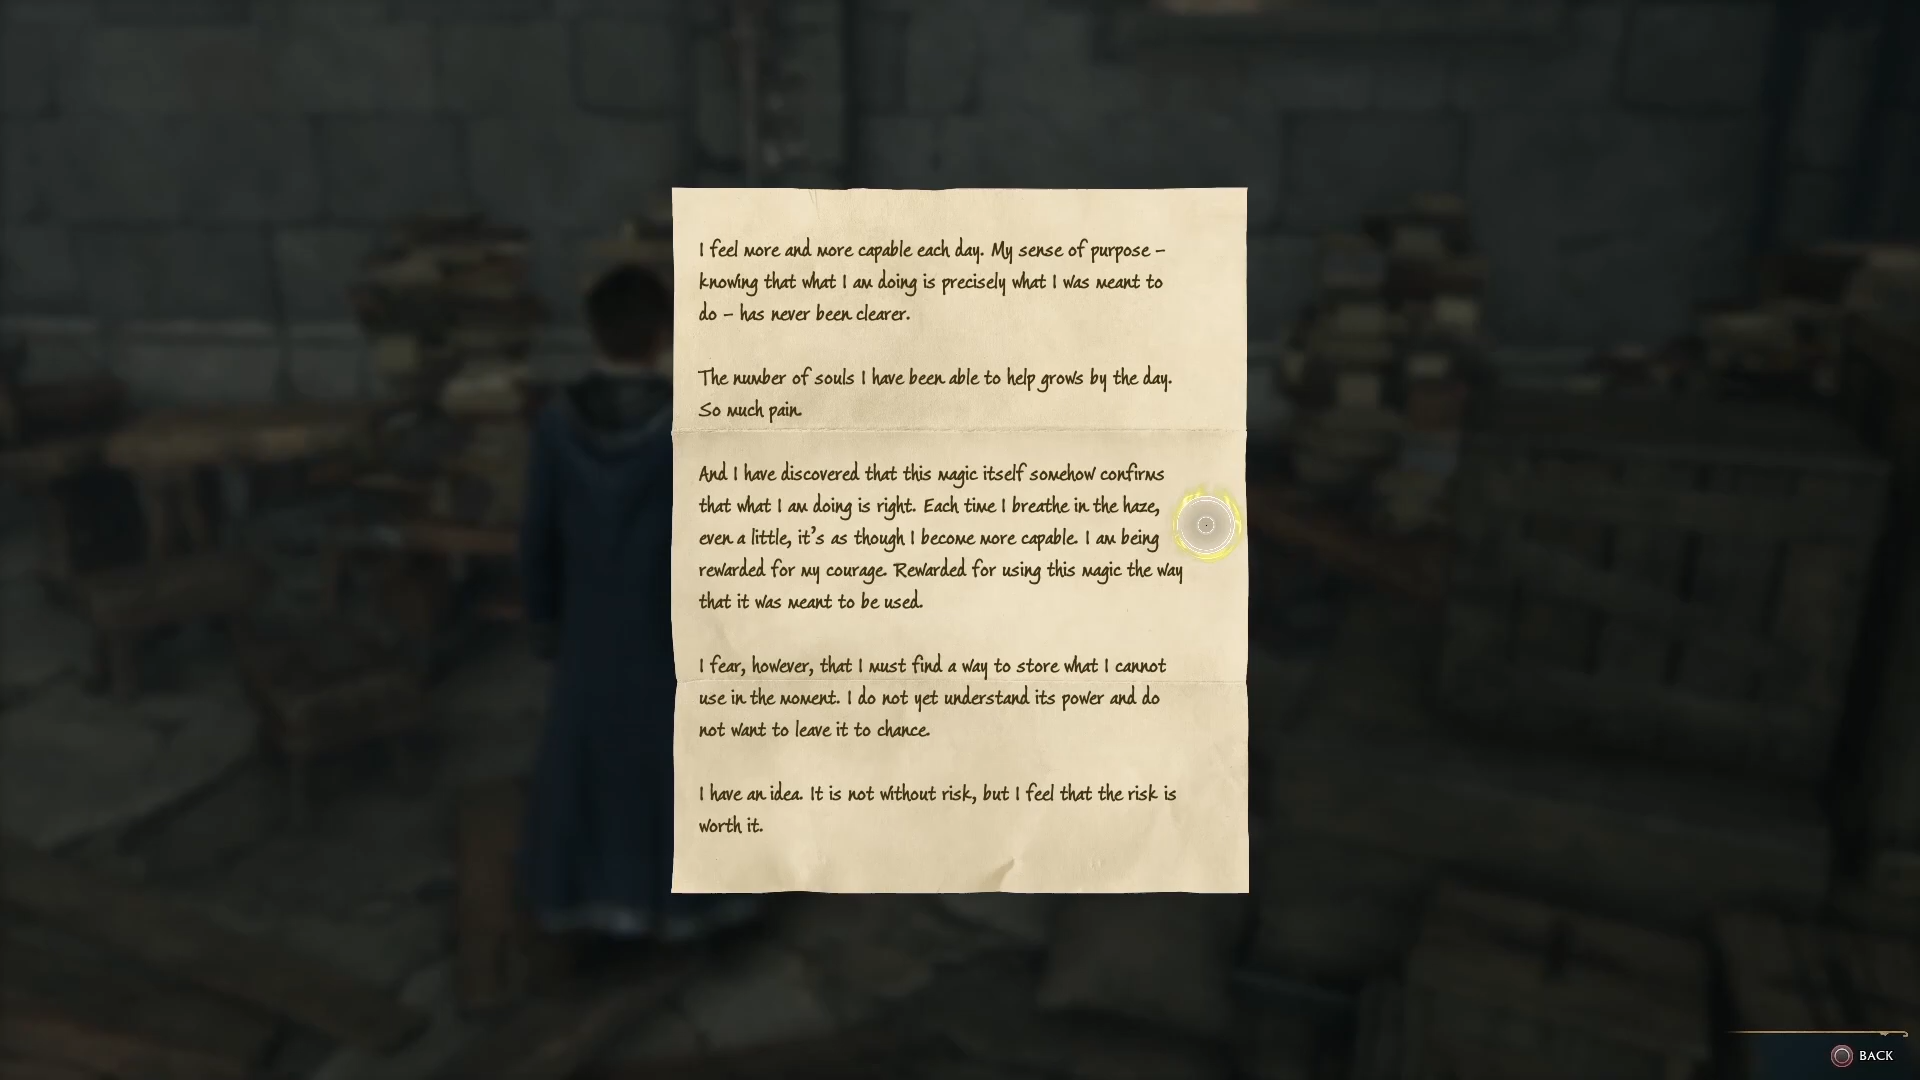 I feel more and more capable each day. My sense of purpose –
knowing that what I am doing is precisely what I was meant to
do – has never been clearer.
The number of souls I have been able to help grows by the day.
So much pain.
And I have discovered that this magic itself somehow confirms
that what I am doing is right. Each time I breathe in the haze,
even a little, it's as though I become more capable. I am being
rewarded for my courage. Rewarded for using this magic the way
that it was meant to be used.
I fear, however, that I must find a way to store what I cannot
use in the moment. I do not yet understand its power and do
not want to leave it to chance.
I have an idea. It is not without risk, but I feel that the risk is
worth it.
BACK